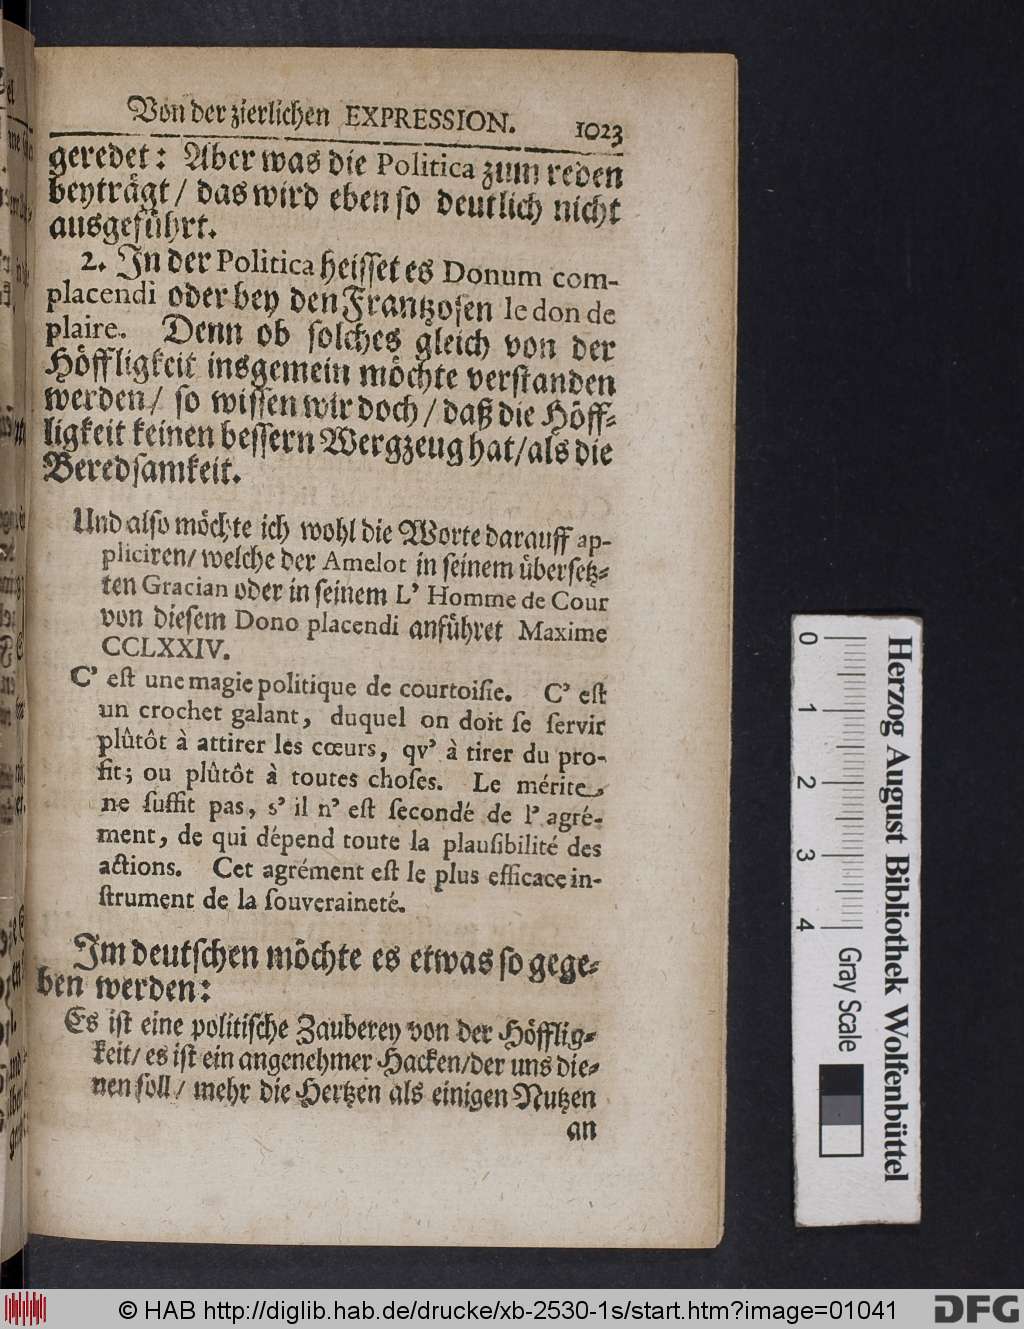 Von der zierlichen EXPRESSION. 1023
geredet: Aber was die Politica zum reden
beyträgt / das wird eben so deutlich nicht
ausgeführt.
2. In der Politica heisset es Donum com-
placendi oder bey den Frantzosen le don de
plaire. Denn ob solches gleich von der
Höffligkeit insgemein möchte verstanden
werden / so wissen wir doch / daß die Höff-
ligkeit keinen bessern Wergzeug hat / als die
Beredsamkeit.
Und also möchte ich wohl die Worte darauff ap-
pliciren / welche der Amelot in seinem übersetz-
ten Gracian oder in seinem L' Homme de Cour
von diesem Dono placendi anführet Maxime
CCLXXIV.
C' eſt une magie politique de courtoiſie. C' eſt
un crochet galant, duquel on doit ſe ſervir
plûtôt à attirer les cœurs, qv' à tirer du pro-
fit; ou plûtôt à toutes choſes. Le mérite
ne ſuffit pas, s' il n' eſt ſecondé de l' agré-
ment, de qui dépend toute la plauſibilité des
actions. Cet agrément eſt le plus efficace in-
ſtrument de la ſouveraineté.
Im deutschen möchte es etwas so gege-
ben werden:
Es ist eine politische Zauberey von der Höfflig-
keit / es ist ein angenehmer Hacken / der uns die-
nen soll / mehr die Hertzen als einigen Nutzen
an
0 1 2 3 4
Herzog August Bibliothek Wolfenbüttel
Gray Scale
© HAB http://diglib.hab.de/drucke/xb-2530-1s/start.htm?image=01041
DFG